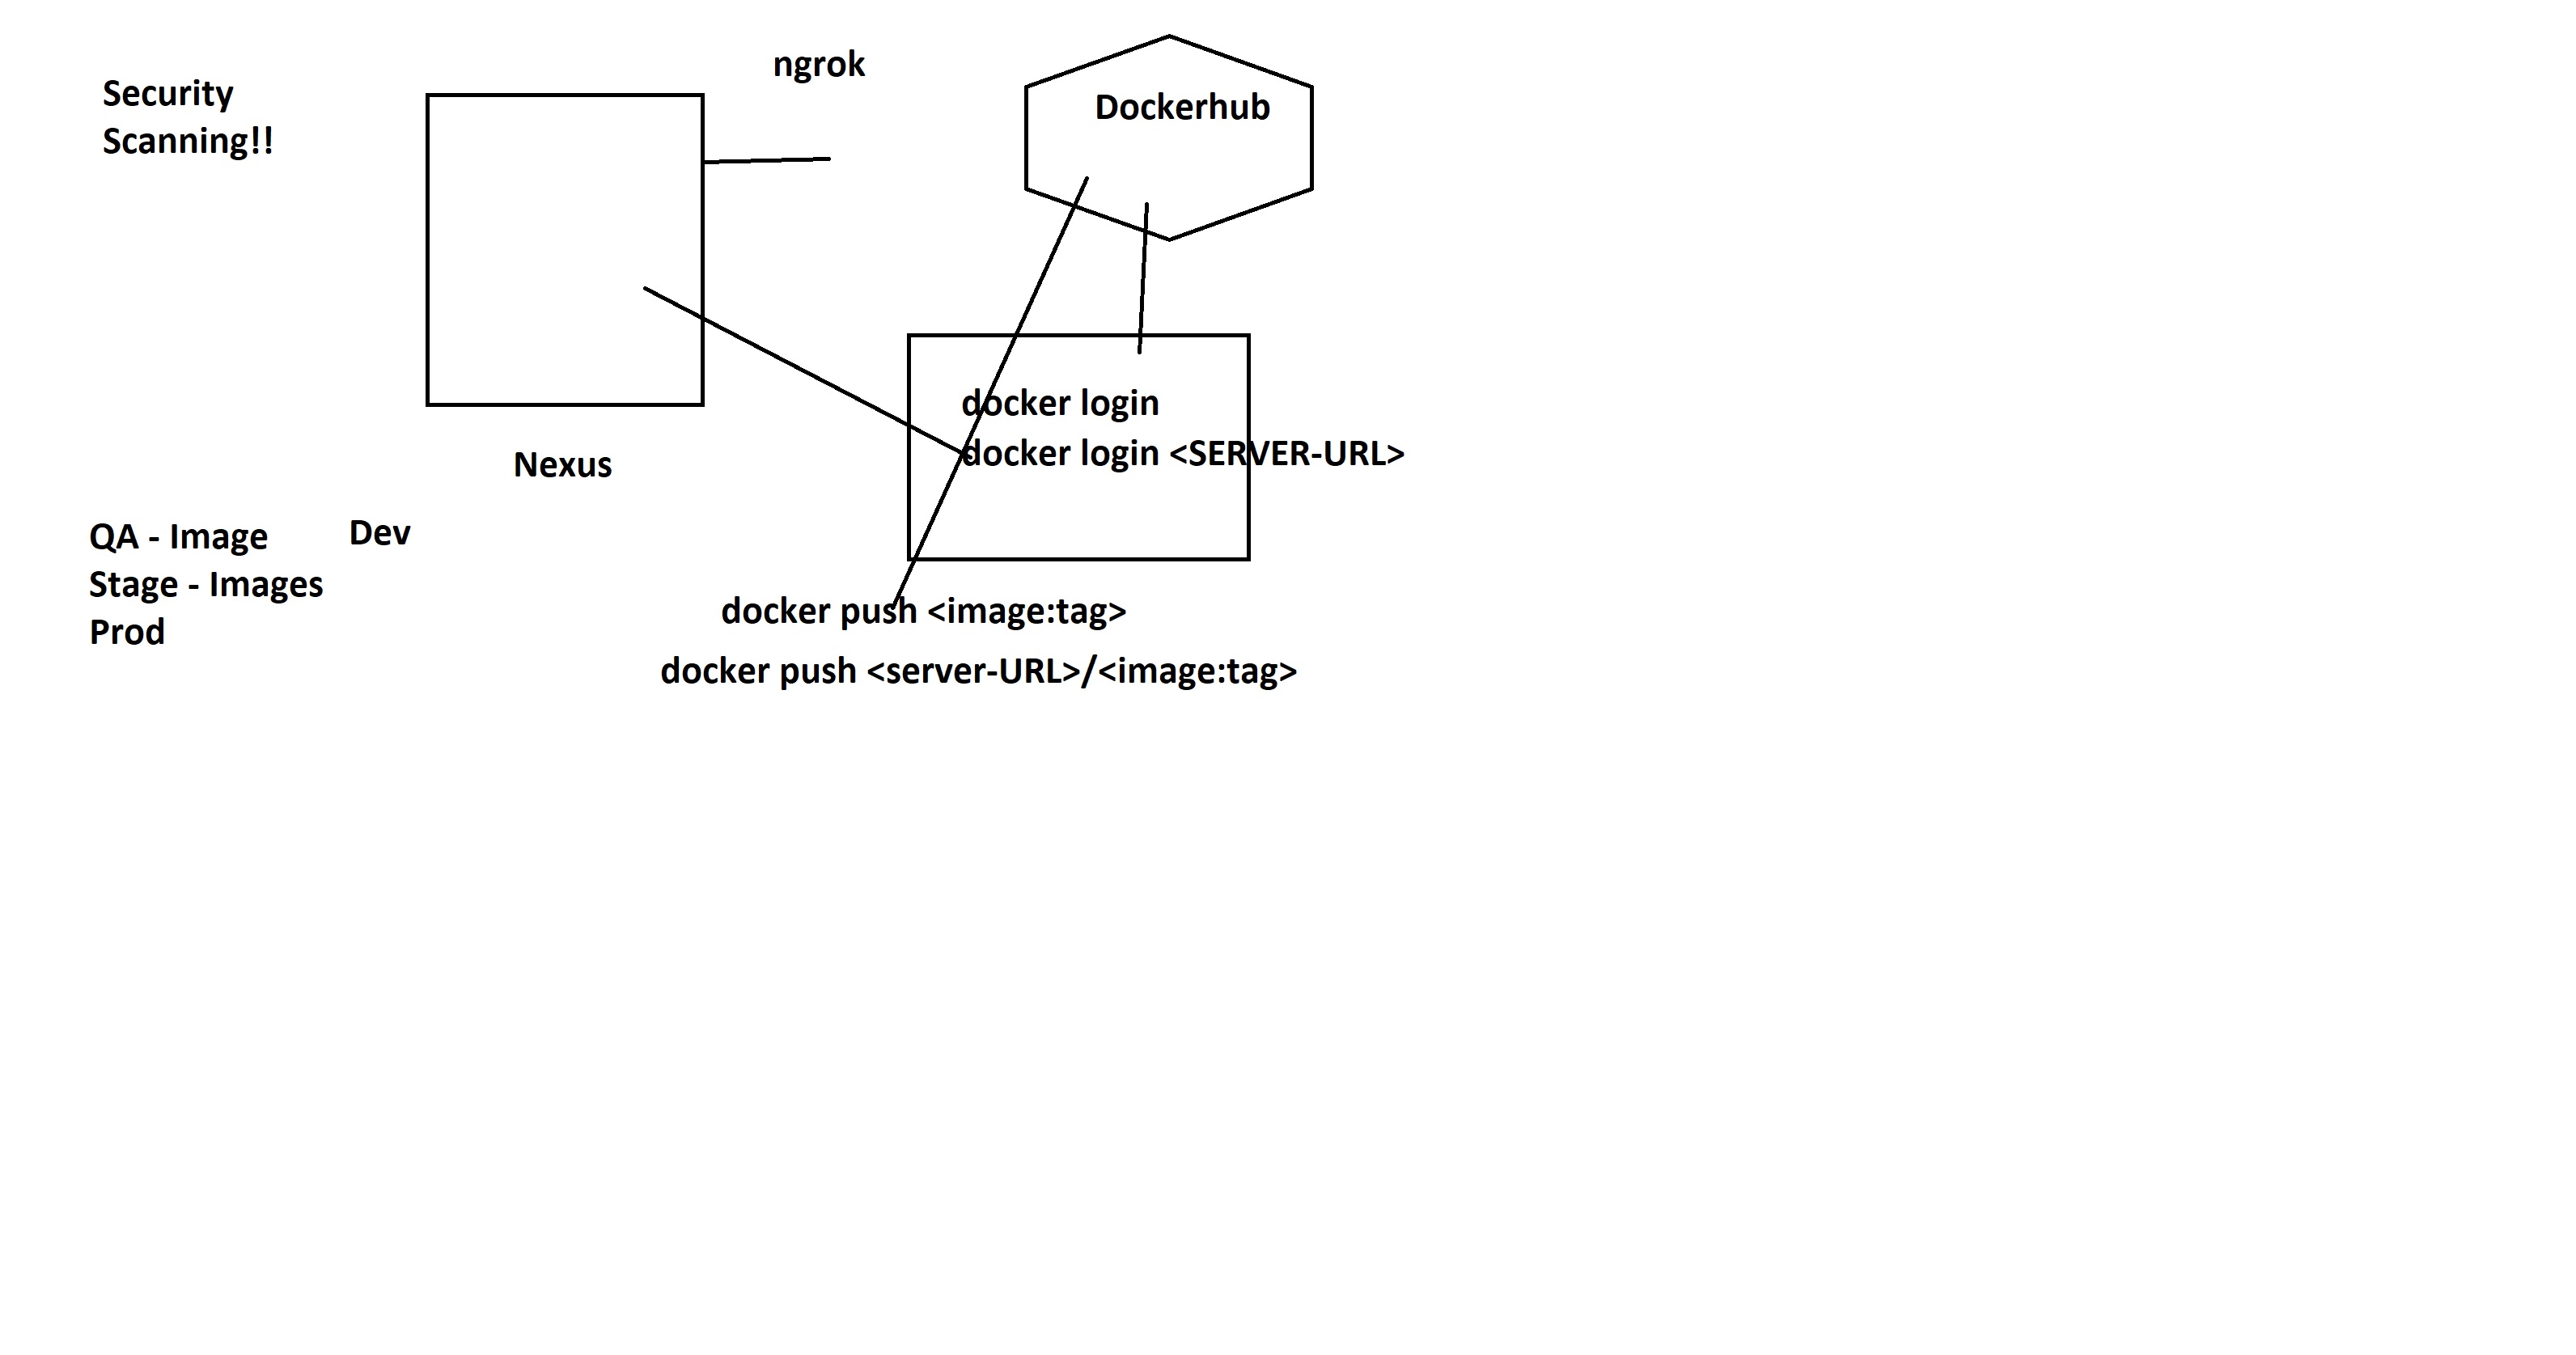 Security
Scanning!!
ngrok
Dockerhub
docker login
docker login <SERVER-URL>
Nexus
QA - Image
Dev
Stage - Images
Prod
docker push <image:tag>
docker push <server-URL>/<image:tag>